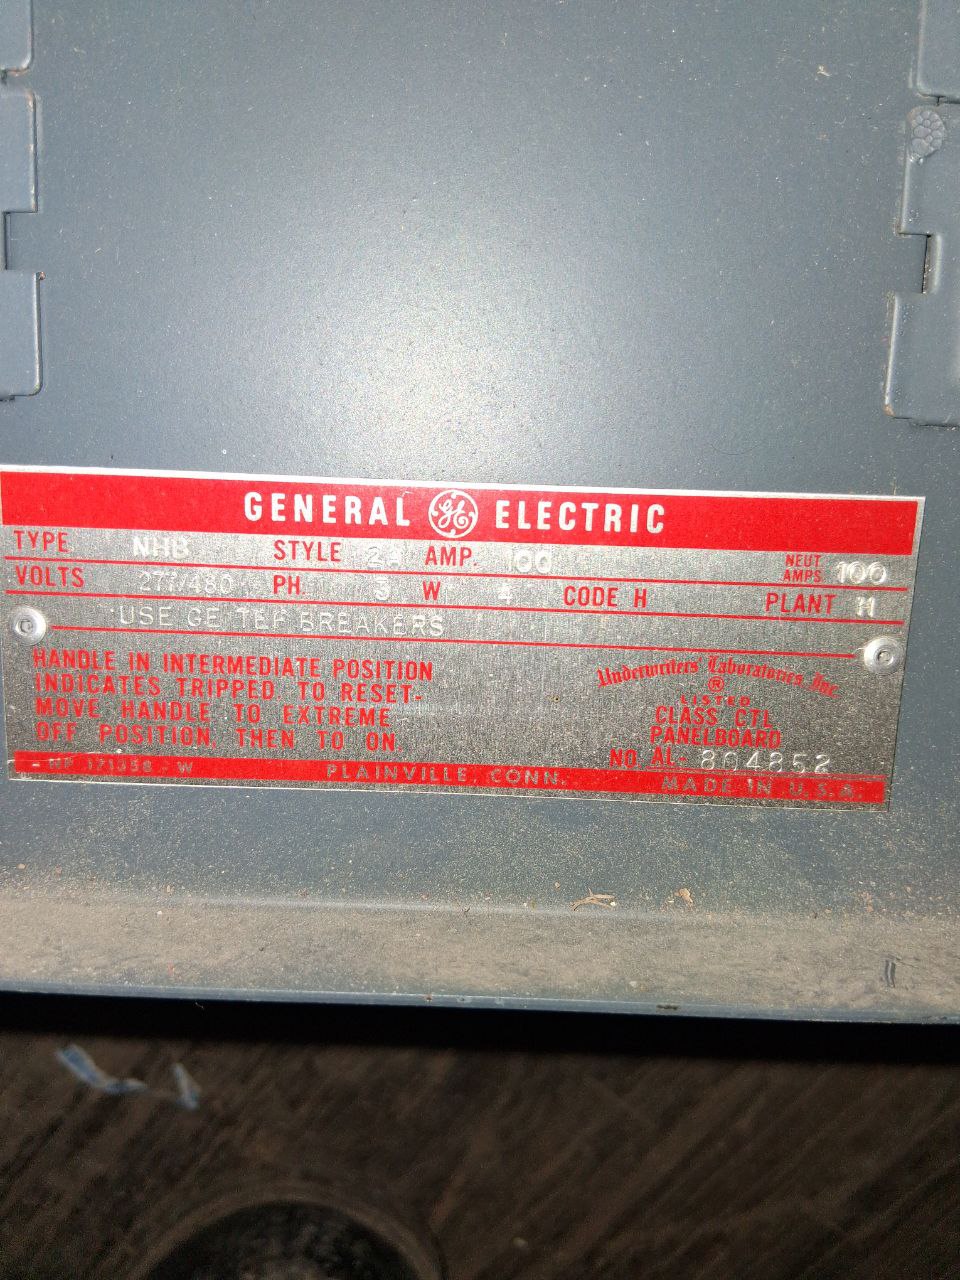 GENERAL GE ELECTRIC
TYPE NHB STYLE AMP. 100 NEUT AMPS 100
VOLTS 277/480 PH 3 W 4 CODE H PLANT M
USE GE TEF BREAKERS
HANDLE IN INTERMEDIATE POSITION
INDICATES TRIPPED TO RESET-
MOVE HANDLE TO EXTREME
OFF POSITION, THEN TO ON.
Underwriters' Laboratories, Inc.
®
LISTED
CLASS CTL
PANELBOARD
NO. AL- 804852
PLAINVILLE, CONN. MADE IN U.S.A.